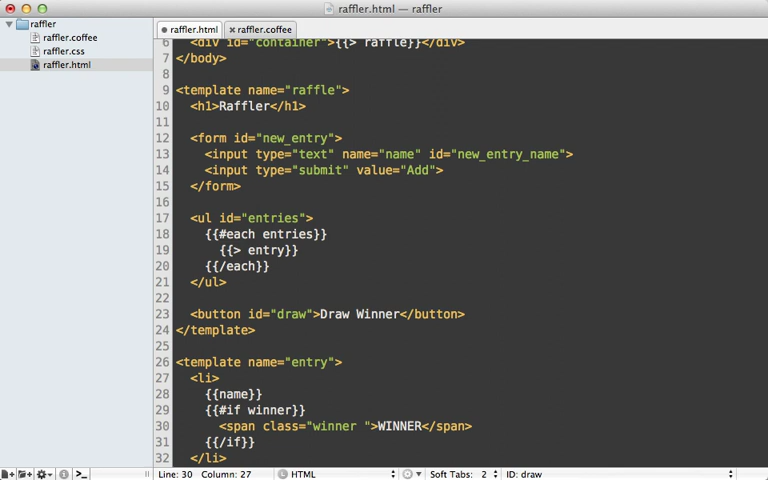 raffler.html — raffler
raffler
raffler.coffee
raffler.css
raffler.html
raffler.html
raffler.coffee
6 <div id="container">{{> raffle}}</div>
7 </body>
8
9 <template name="raffle">
10 <h1>Raffler</h1>
11
12 <form id="new_entry">
13 <input type="text" name="name" id="new_entry_name">
14 <input type="submit" value="Add">
15 </form>
16
17 <ul id="entries">
18 {{#each entries}}
19 {{> entry}}
20 {{/each}}
21 </ul>
22
23 <button id="draw">Draw Winner</button>
24 </template>
25
26 <template name="entry">
27 <li>
28 {{name}}
29 {{#if winner}}
30 <span class="winner ">WINNER</span>
31 {{/if}}
32 </li>
Line: 30 Column: 27 L HTML Soft Tabs: 2 ID: draw